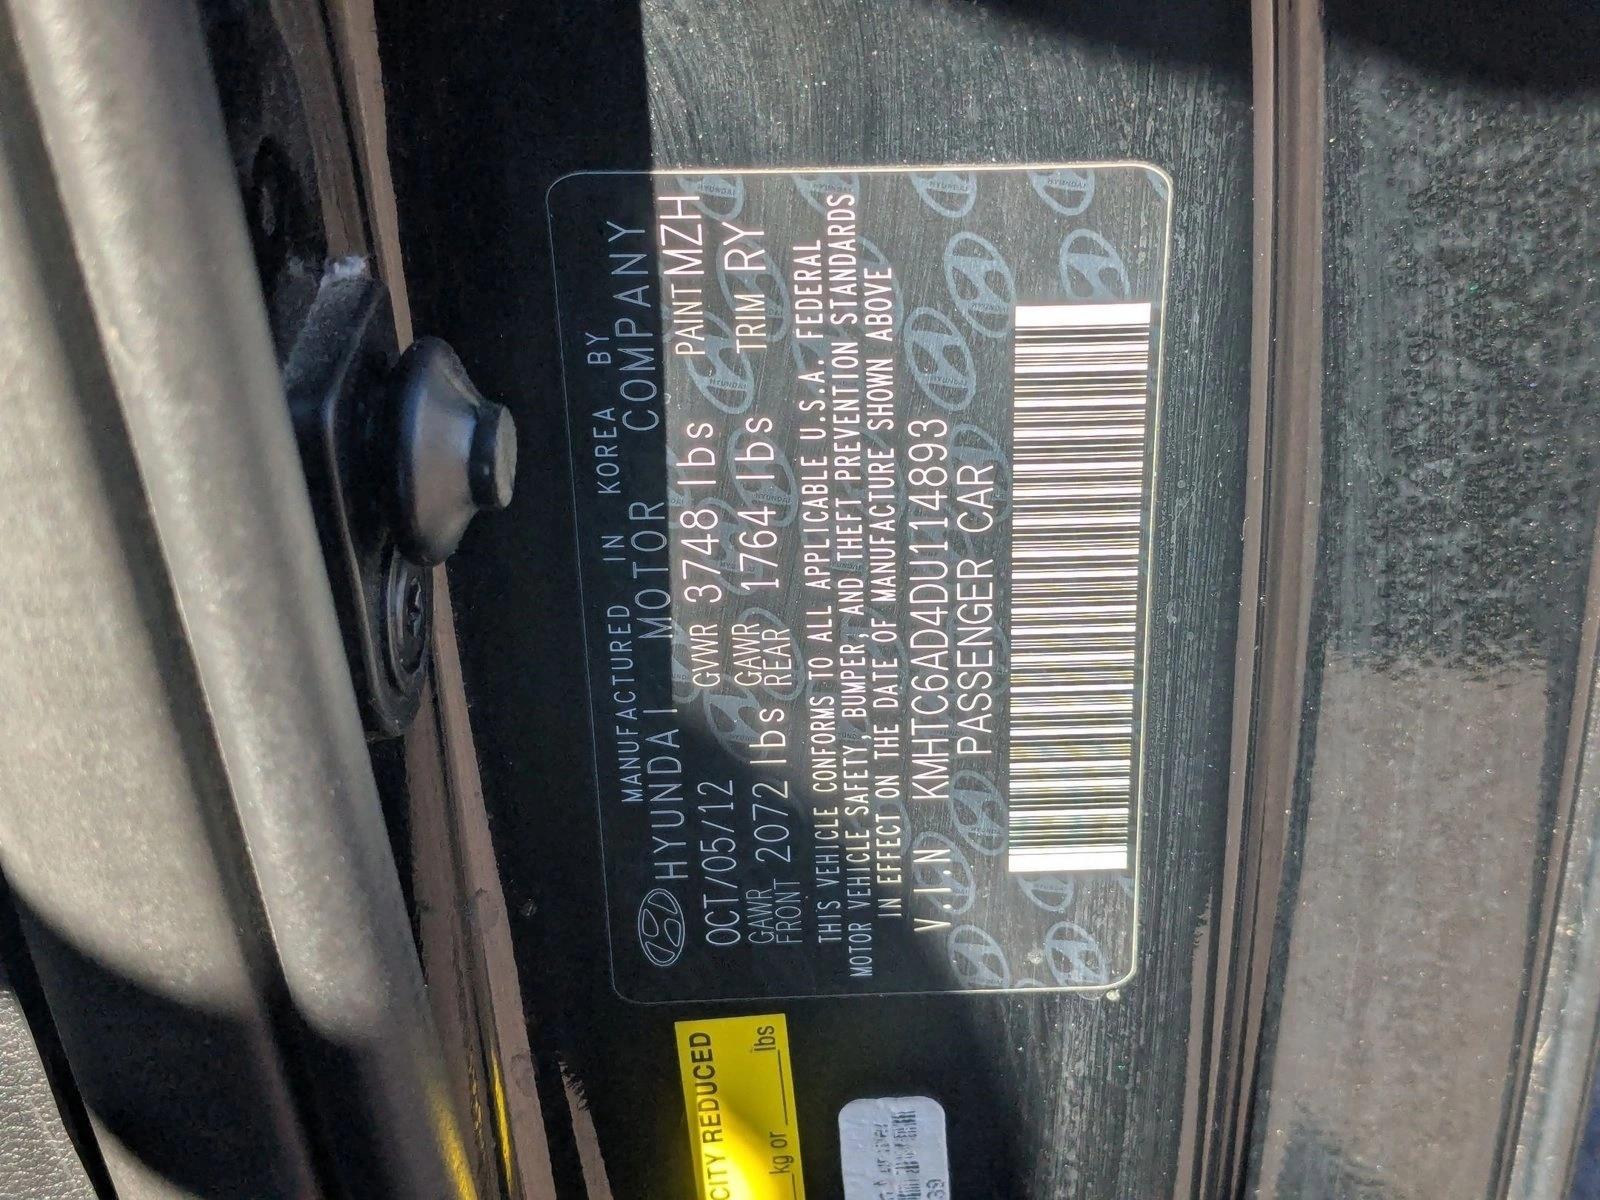 MANUFACTURED IN KOREA BY
HYUNDAI MOTOR COMPANY
OCT/05/12 GVWR 3748 lbs PAINT MZH
GAWR FRONT 2072 lbs GAWR REAR 1764 lbs TRIM RY
THIS VEHICLE CONFORMS TO ALL APPLICABLE U.S.A. FEDERAL
MOTOR VEHICLE SAFETY, BUMPER, AND THEFT PREVENTION STANDARDS
IN EFFECT ON THE DATE OF MANUFACTURE SHOWN ABOVE
V.I.N KMHTC6AD4DU114893
PASSENGER CAR
CITY REDUCED
kg or ____lbs